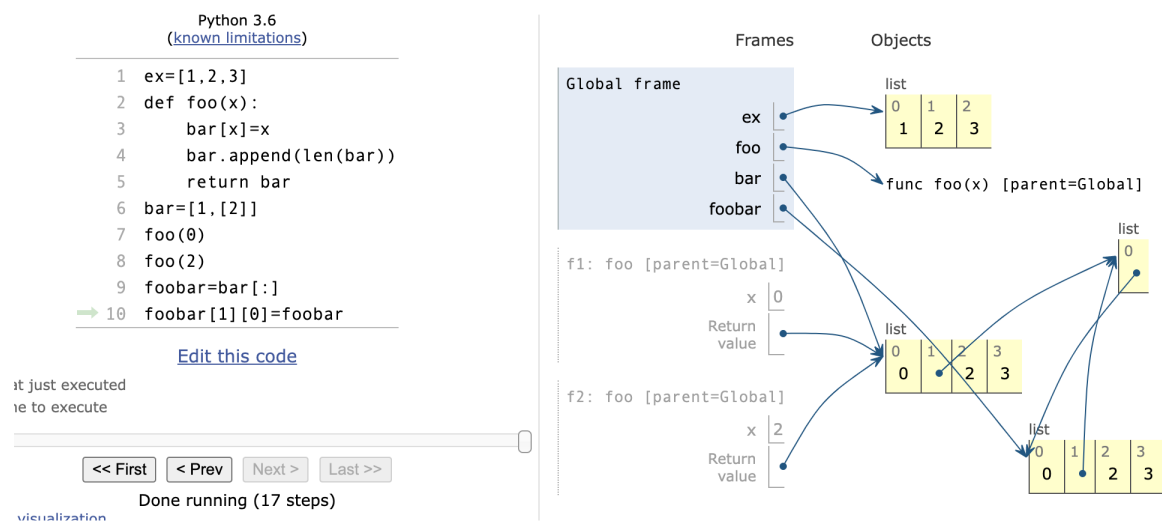 Python 3.6
(known limitations)
1 ex=[1,2,3]
2 def foo(x):
3     bar[x]=x
4     bar.append(len(bar))
5     return bar
6 bar=[1,[2]]
7 foo(0)
8 foo(2)
9 foobar=bar[:]
10 foobar[1][0]=foobar
Edit this code
at just executed
ne to execute
<< First
< Prev
Next >
Last >>
Done running (17 steps)
visualization
Frames
Objects
Global frame
ex
foo
bar
foobar
list
0 1 2
1 2 3
func foo(x) [parent=Global]
list
0
f1: foo [parent=Global]
x 0
Return
value
list
0 1 2 3
0 2 3
f2: foo [parent=Global]
x 2
Return
value
list
0 1 2 3
0 2 3